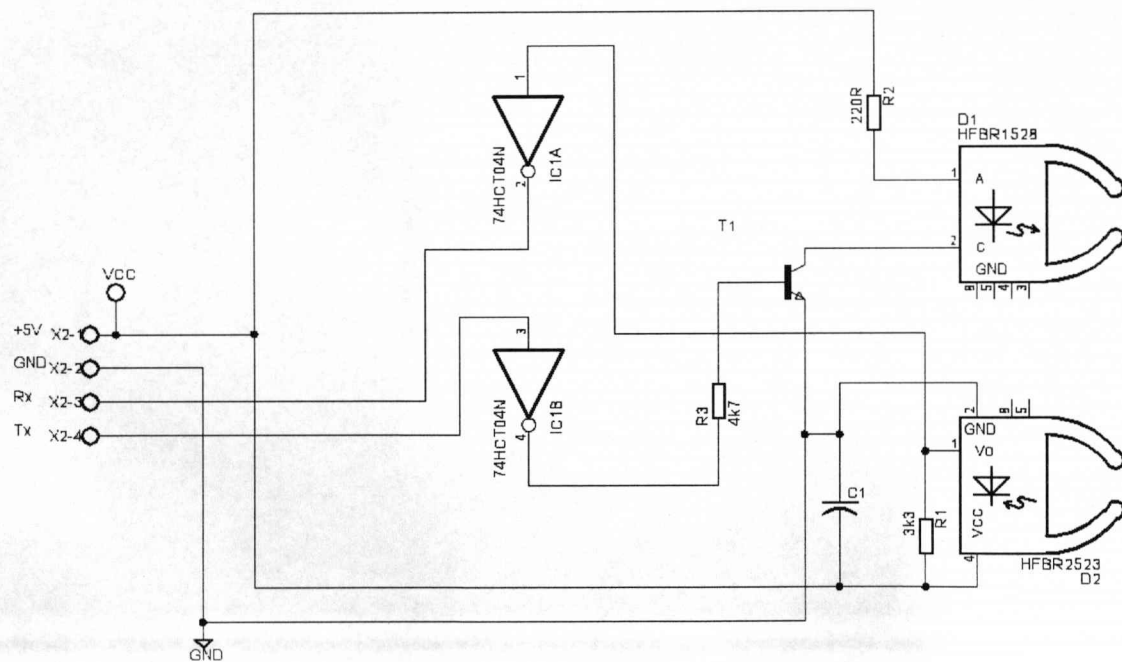 1
74HCT04N
2
IC1A
220R
R2
D1
HFBR1528
1
A
2
C
GND
8
5
4
3
T1
VCC
+5V X2-1
GND X2-2
Rx X2-3
Tx X2-4
3
74HCT04N
4
IC1B
R3
4k7
2
8
5
GND
1
Vo
VCC
4
C1
3k3
R1
HFBR2523
D2
GND